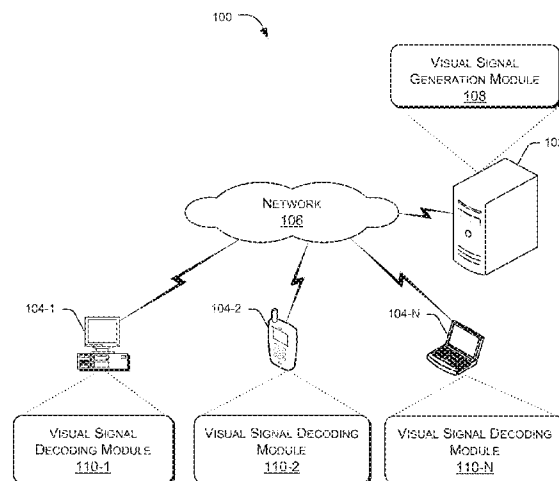 100
VISUAL SIGNAL
GENERATION MODULE
108
102
NETWORK
106
104-1
104-2
104-N
VISUAL SIGNAL
DECODING MODULE
110-1
VISUAL SIGNAL DECODING
MODULE
110-2
VISUAL SIGNAL DECODING
MODULE
110-N